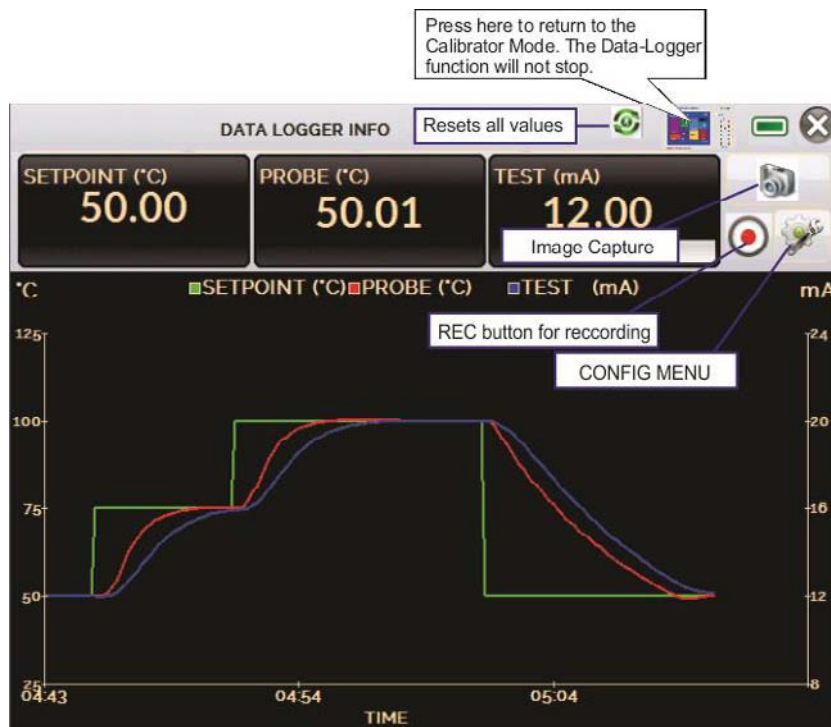 Press here to return to the
Calibrator Mode. The Data-Logger
function will not stop.
DATA LOGGER INFO
Resets all values
SETPOINT (°C)
50.00
PROBE (°C)
50.01
TEST (mA)
12.00
Image Capture
°C
SETPOINT (°C)
PROBE (°C)
TEST (mA)
mA
REC button for reccording
CONFIG MENU
125
100
75
50
25
24
20
16
12
8
04:43
04:54
05:04
TIME